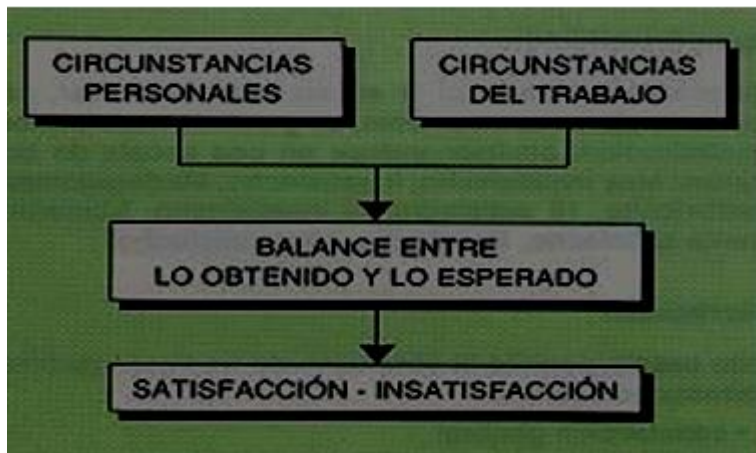 CIRCUNSTANCIAS
PERSONALES
CIRCUNSTANCIAS
DEL TRABAJO
BALANCE ENTRE
LO OBTENIDO Y LO ESPERADO
SATISFACCIÓN - INSATISFACCIÓN